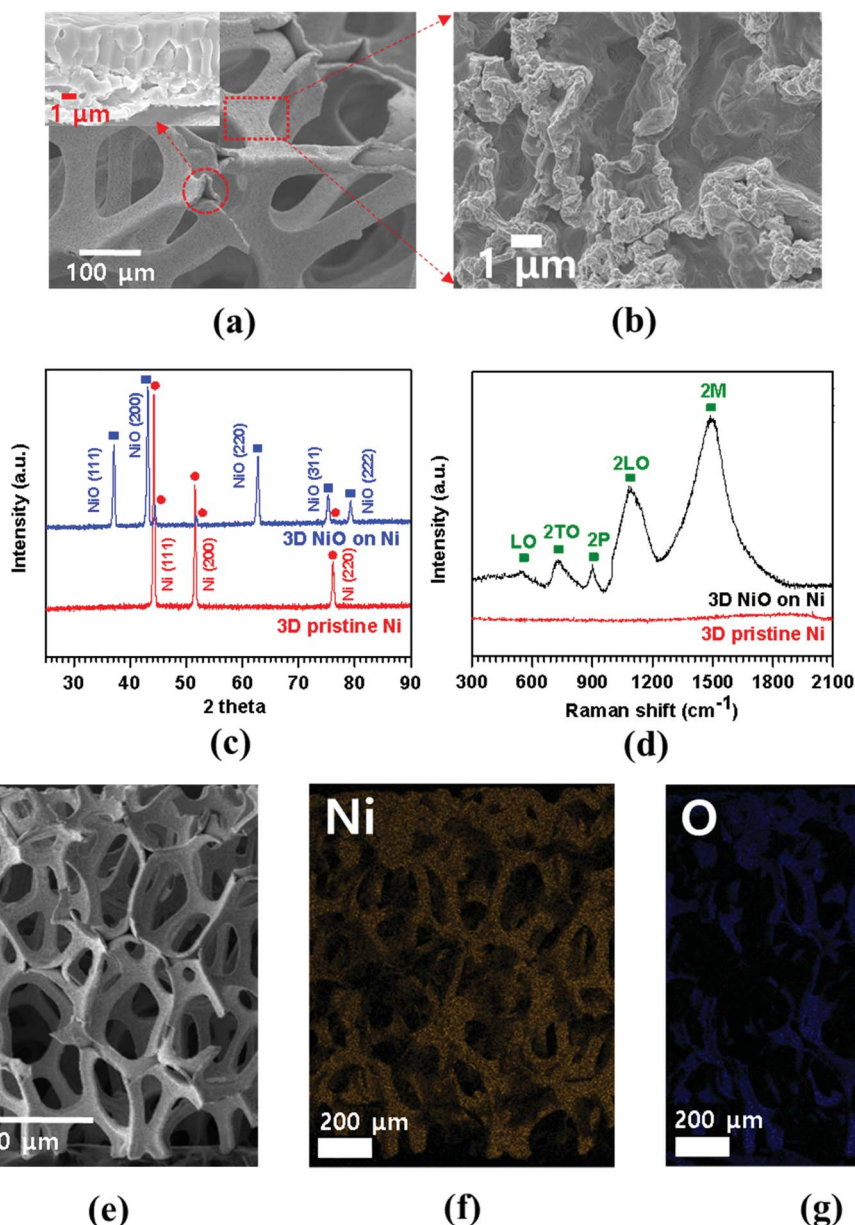 1 μm
100 μm
1 μm
(a)
(b)
Intensity (a.u.)
NiO (111)
NiO (200)
NiO (220)
NiO (311)
NiO (222)
3D NiO on Ni
Ni (111)
Ni (200)
Ni (220)
3D pristine Ni
30 40 50 60 70 80 90
2 theta
(c)
Intensity (a.u.)
LO
2TO
2P
2LO
2M
3D NiO on Ni
3D pristine Ni
300 600 900 1200 1500 1800 2100
Raman shift (cm⁻¹)
(d)
0 μm
(e)
Ni
200 μm
(f)
O
200 μm
(g)